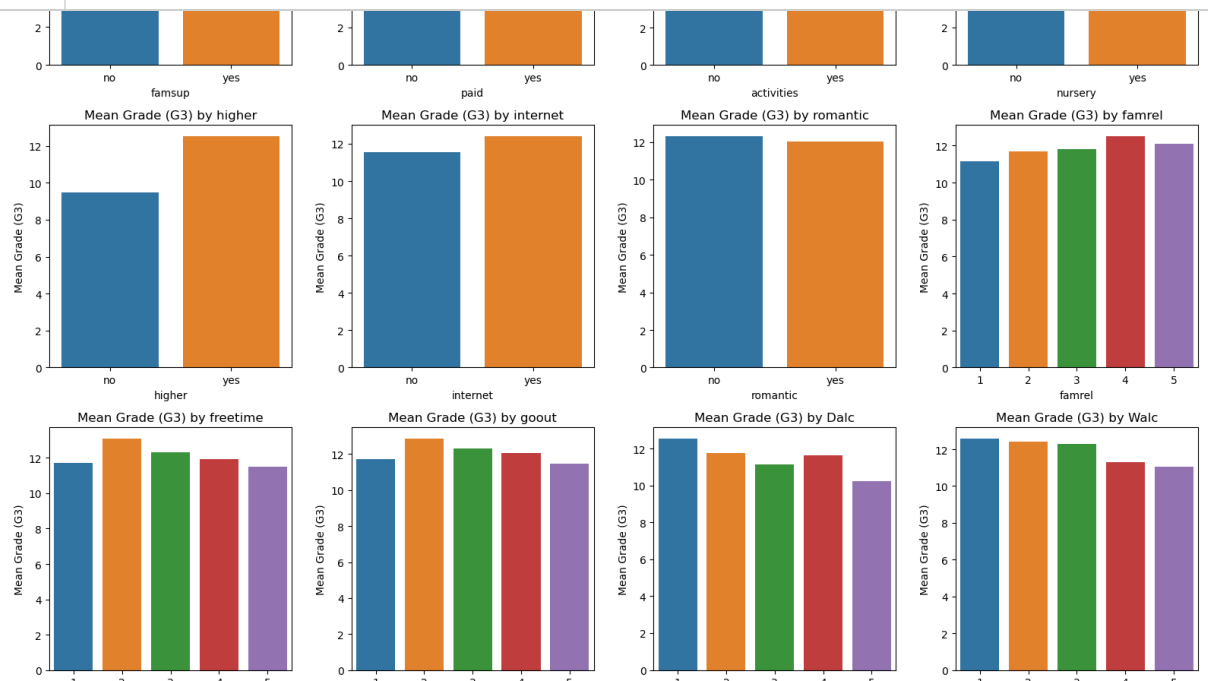 2
2
2
2
0
0
0
0
no
yes
no
yes
no
yes
no
yes
famsup
paid
activities
nursery
Mean Grade (G3) by higher
Mean Grade (G3) by internet
Mean Grade (G3) by romantic
Mean Grade (G3) by famrel
Mean Grade (G3)
12
10
8
6
4
2
0
no
yes
higher
Mean Grade (G3)
14
12
10
8
6
4
2
0
no
yes
internet
Mean Grade (G3)
12
10
8
6
4
2
0
no
yes
romantic
Mean Grade (G3)
12
10
8
6
4
2
0
1
2
3
4
5
famrel
Mean Grade (G3) by freetime
Mean Grade (G3) by goout
Mean Grade (G3) by Dalc
Mean Grade (G3) by Walc
Mean Grade (G3)
12
10
8
6
4
2
0
Mean Grade (G3)
12
10
8
6
4
2
0
Mean Grade (G3)
12
10
8
6
4
2
0
Mean Grade (G3)
12
10
8
6
4
2
0